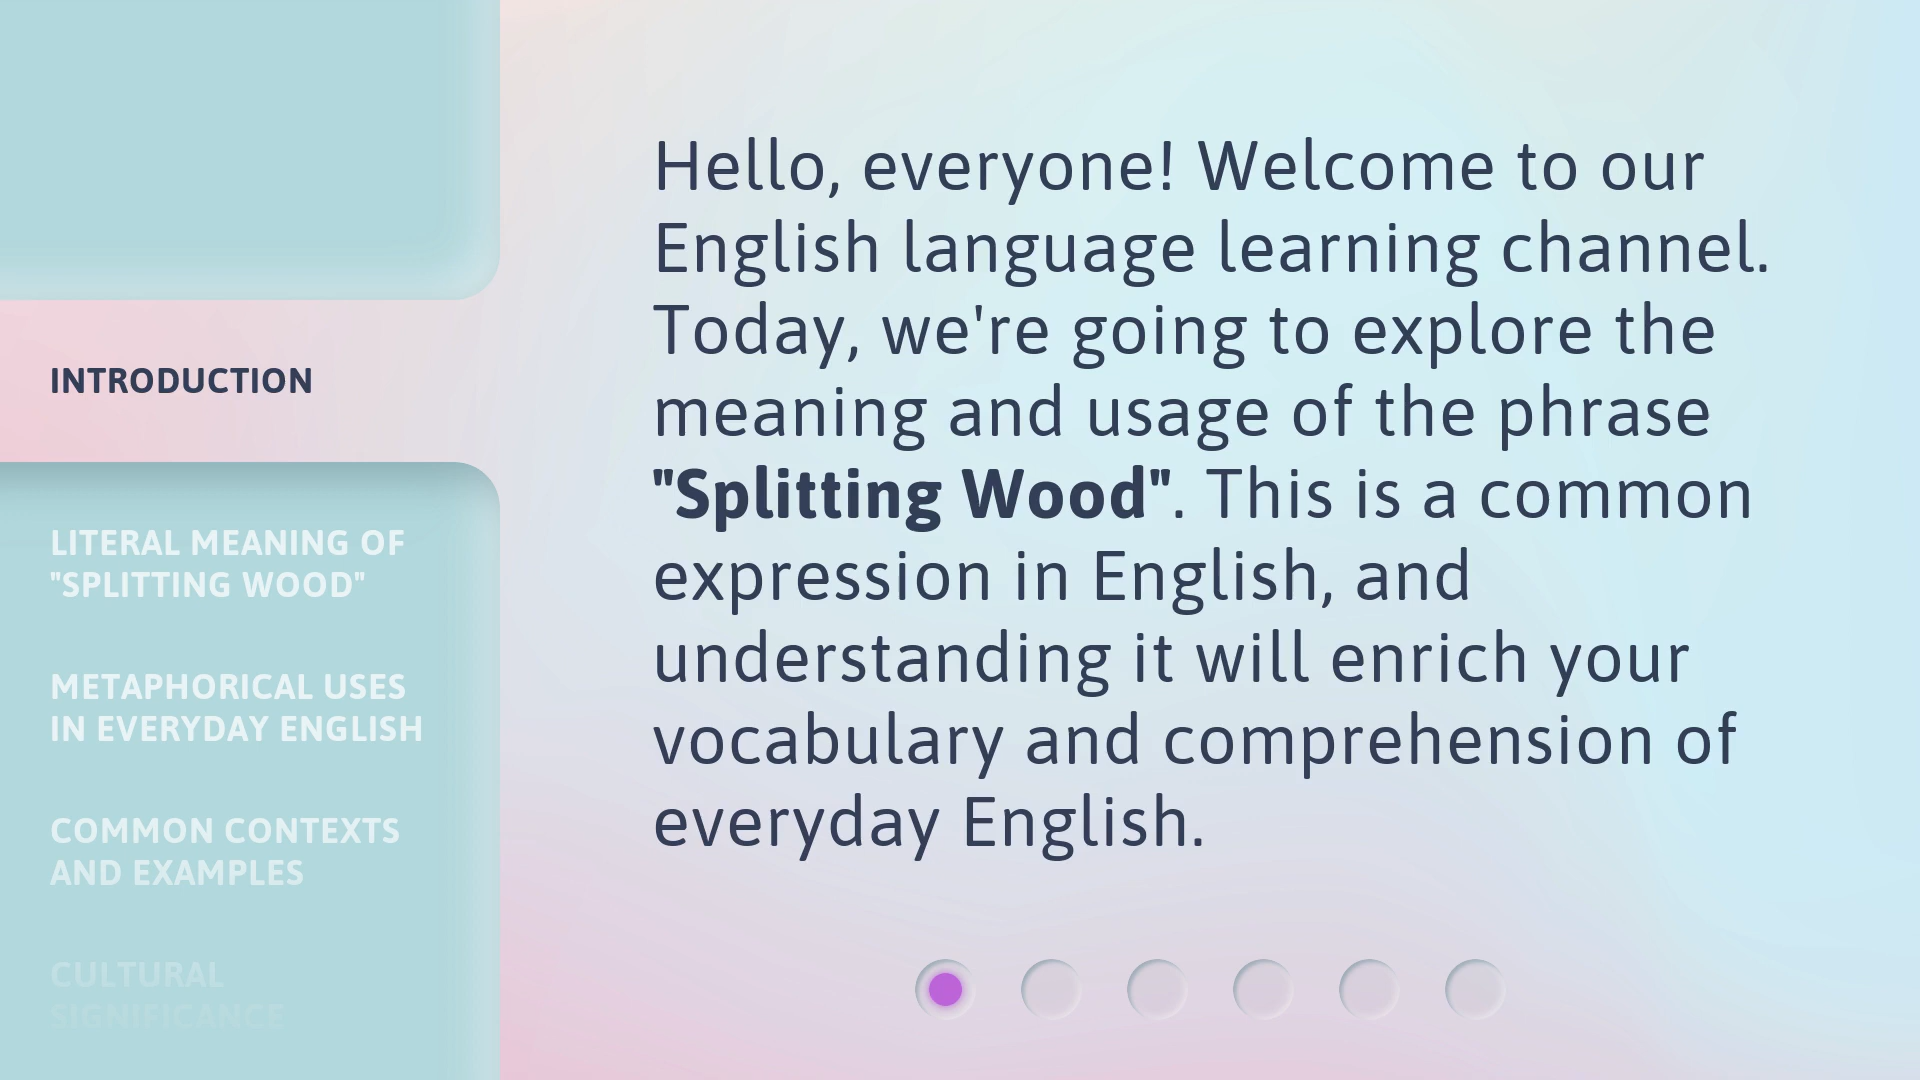 INTRODUCTION
LITERAL MEANING OF
"SPLITTING WOOD"
METAPHORICAL USES
IN EVERYDAY ENGLISH
COMMON CONTEXTS
AND EXAMPLES
CULTURAL
SIGNIFICANCE
Hello, everyone! Welcome to our
English language learning channel.
Today, we're going to explore the
meaning and usage of the phrase
"Splitting Wood". This is a common
expression in English, and
understanding it will enrich your
vocabulary and comprehension of
everyday English.